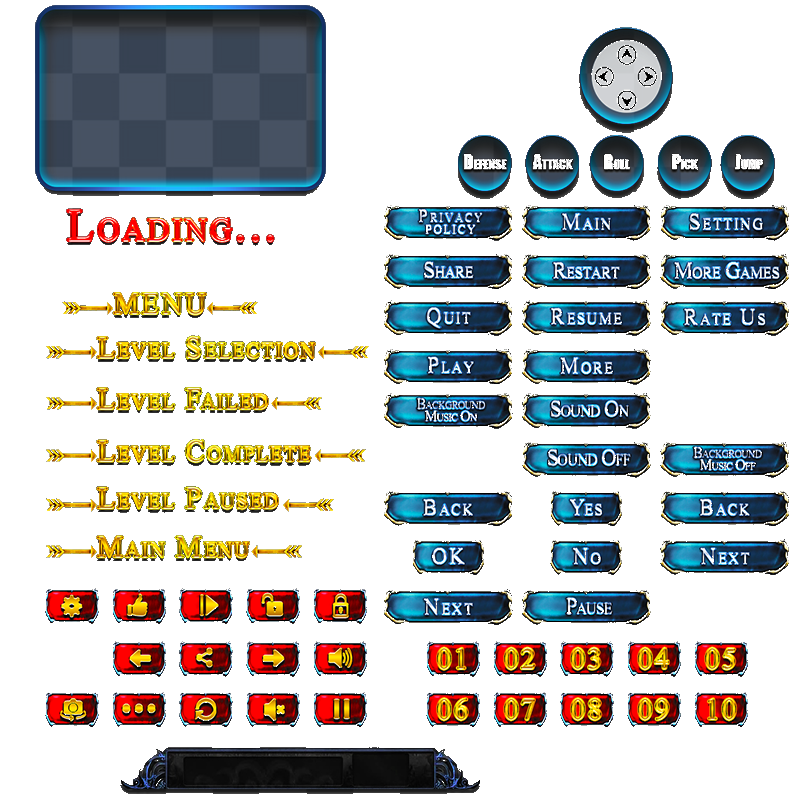 Defense Attack Roll Pick Jump
Loading...
Privacy
Policy
Main
Setting
Share
Restart
More Games
MENU
Quit
Resume
Rate Us
Level Selection
Play
More
Level Failed
Background
Music On
Sound On
Level Complete
Sound Off
Background
Music Off
Level Paused
Back
Yes
Back
Main Menu
OK
No
Next
Next
Pause
01 02 03 04 05
06 07 08 09 10